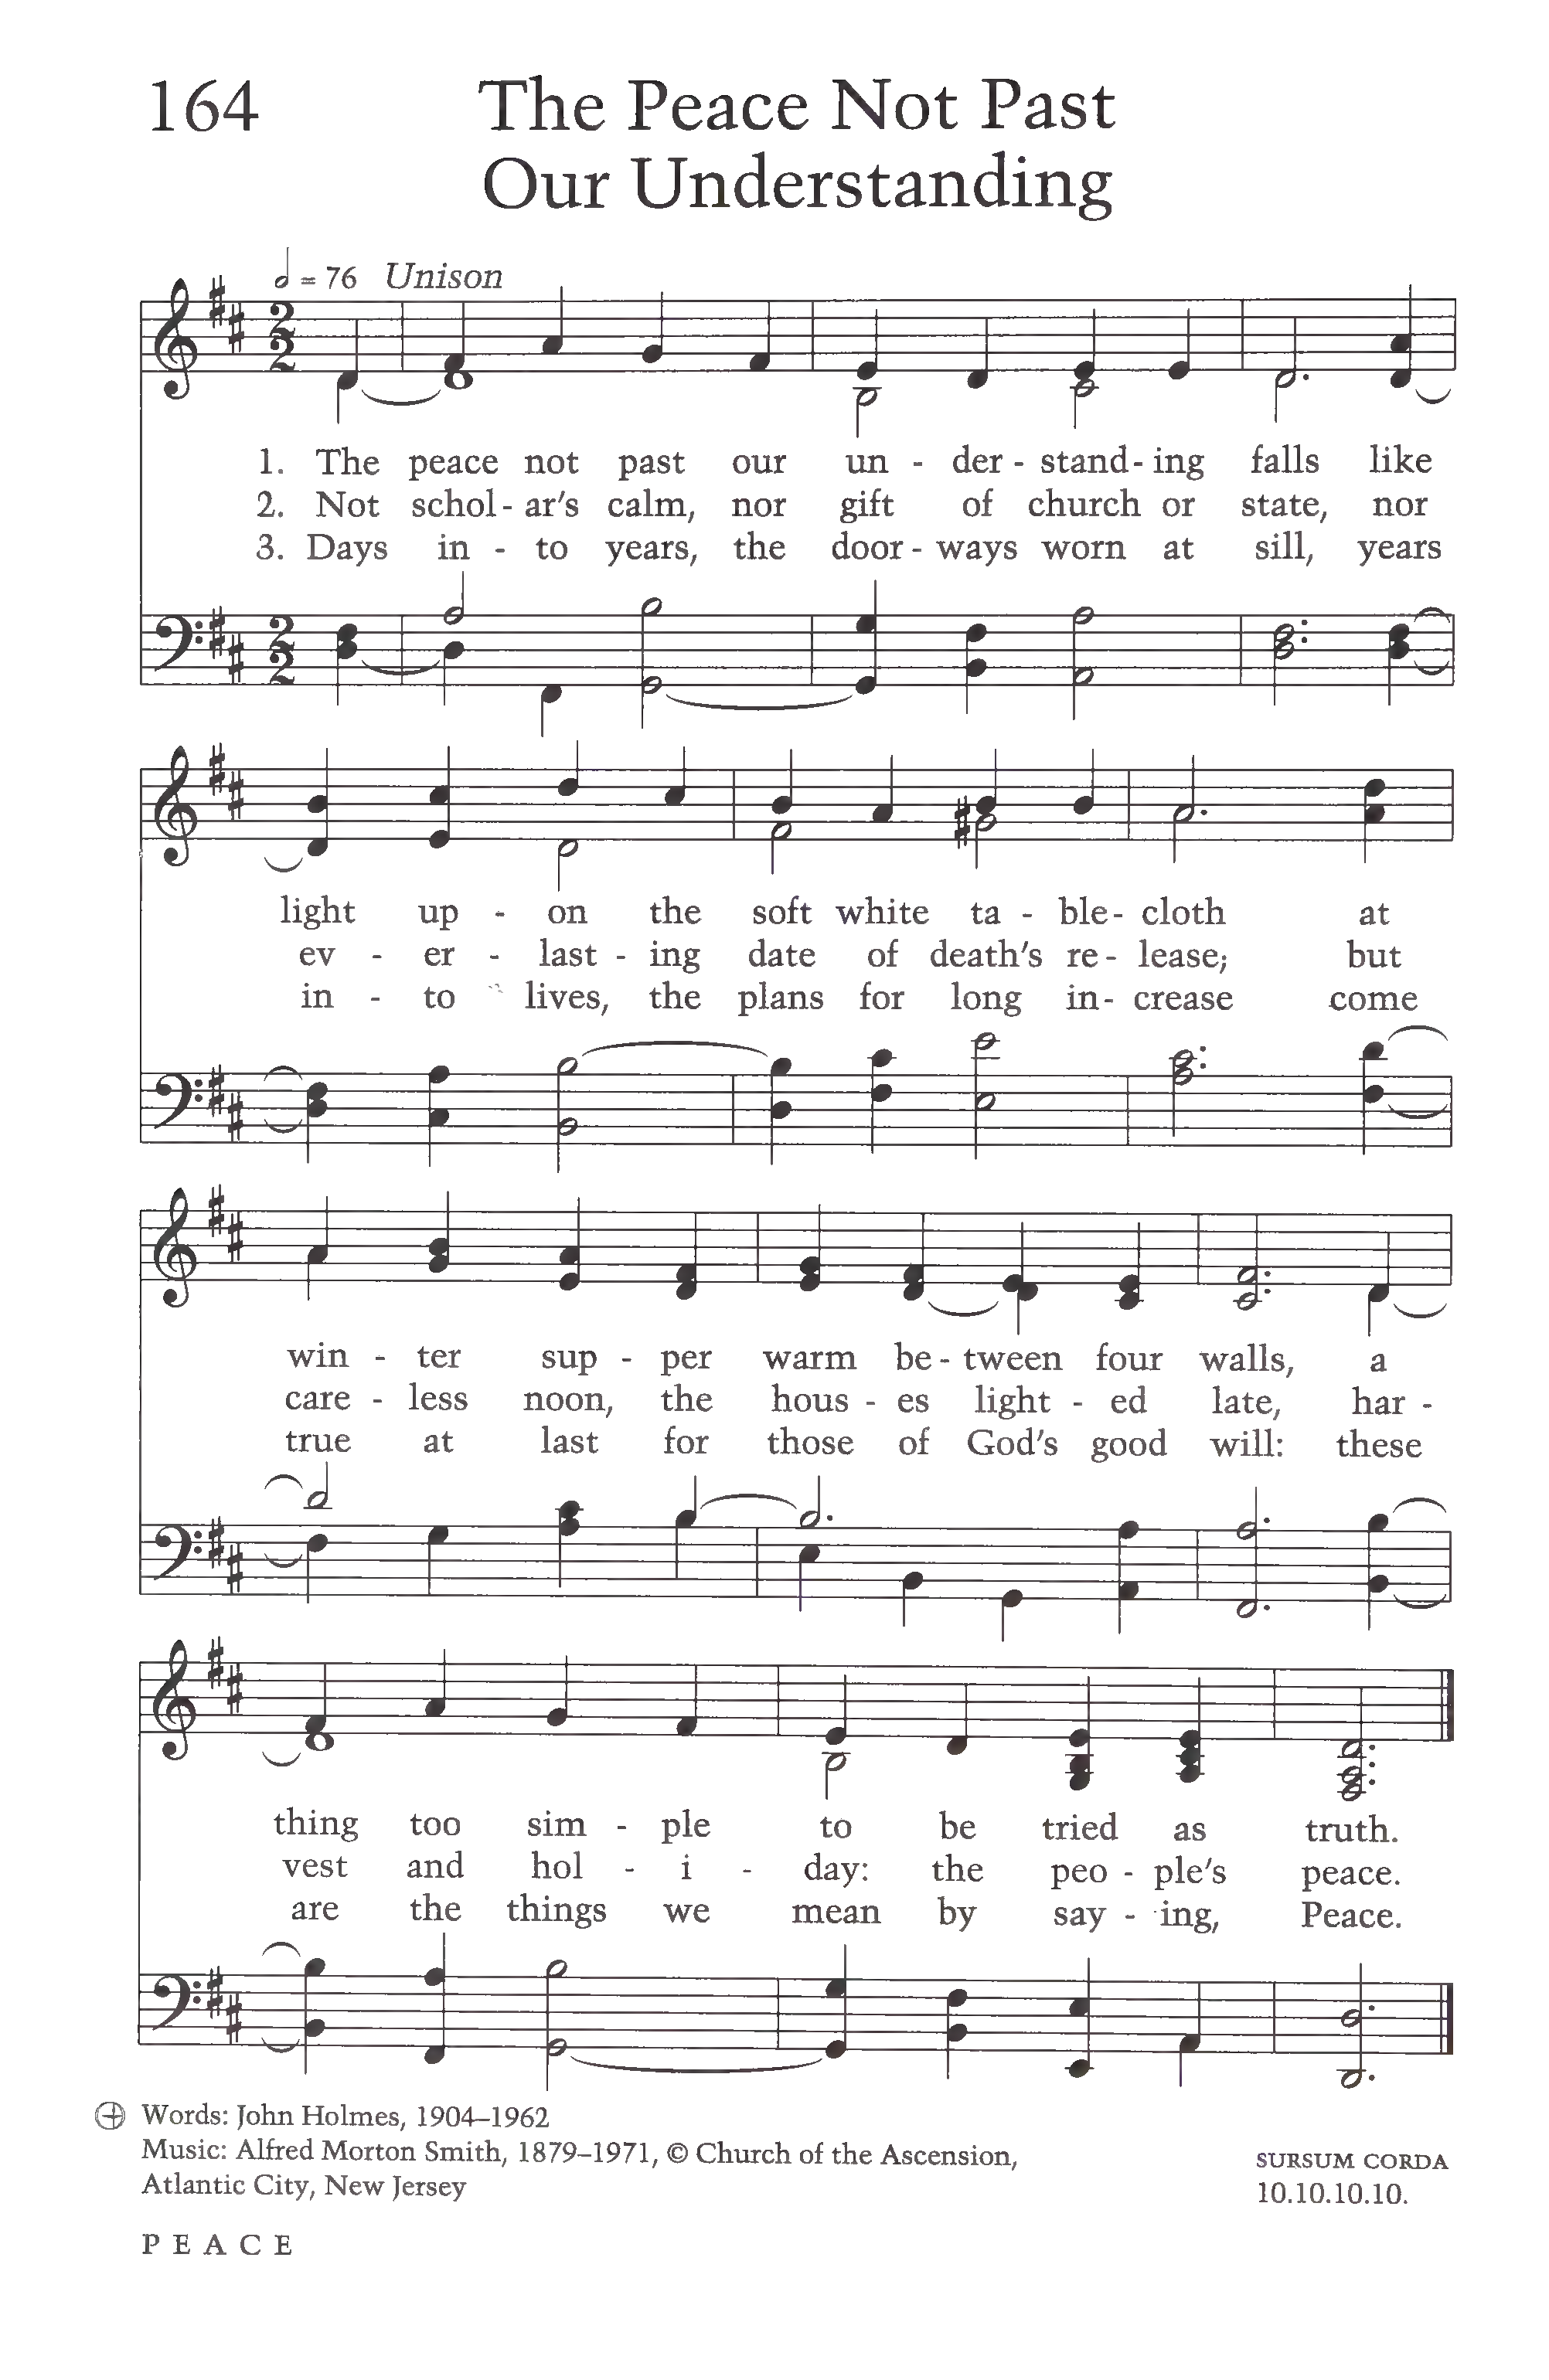 164
The Peace Not Past
Our Understanding
= 76 Unison
1. The peace not past our un - der - stand - ing falls like
2. Not schol - ar's calm, nor gift of church or state, nor
3. Days in - to years, the door - ways worn at sill, years
light up - on the soft white ta - ble - cloth at
ev - er - last - ing date of death's re - lease; but
in - to lives, the plans for long in - crease come
win - ter sup - per warm be - tween four walls, a
care - less noon, the hous - es light - ed late, har -
true at last for those of God's good will: these
thing too sim - ple to be tried as truth.
vest and hol - i - day: the peo - ple's peace.
are the things we mean by say - ing, Peace.
Words: John Holmes, 1904–1962
Music: Alfred Morton Smith, 1879–1971, © Church of the Ascension,
Atlantic City, New Jersey
SURSUM CORDA
10.10.10.10.
PEACE